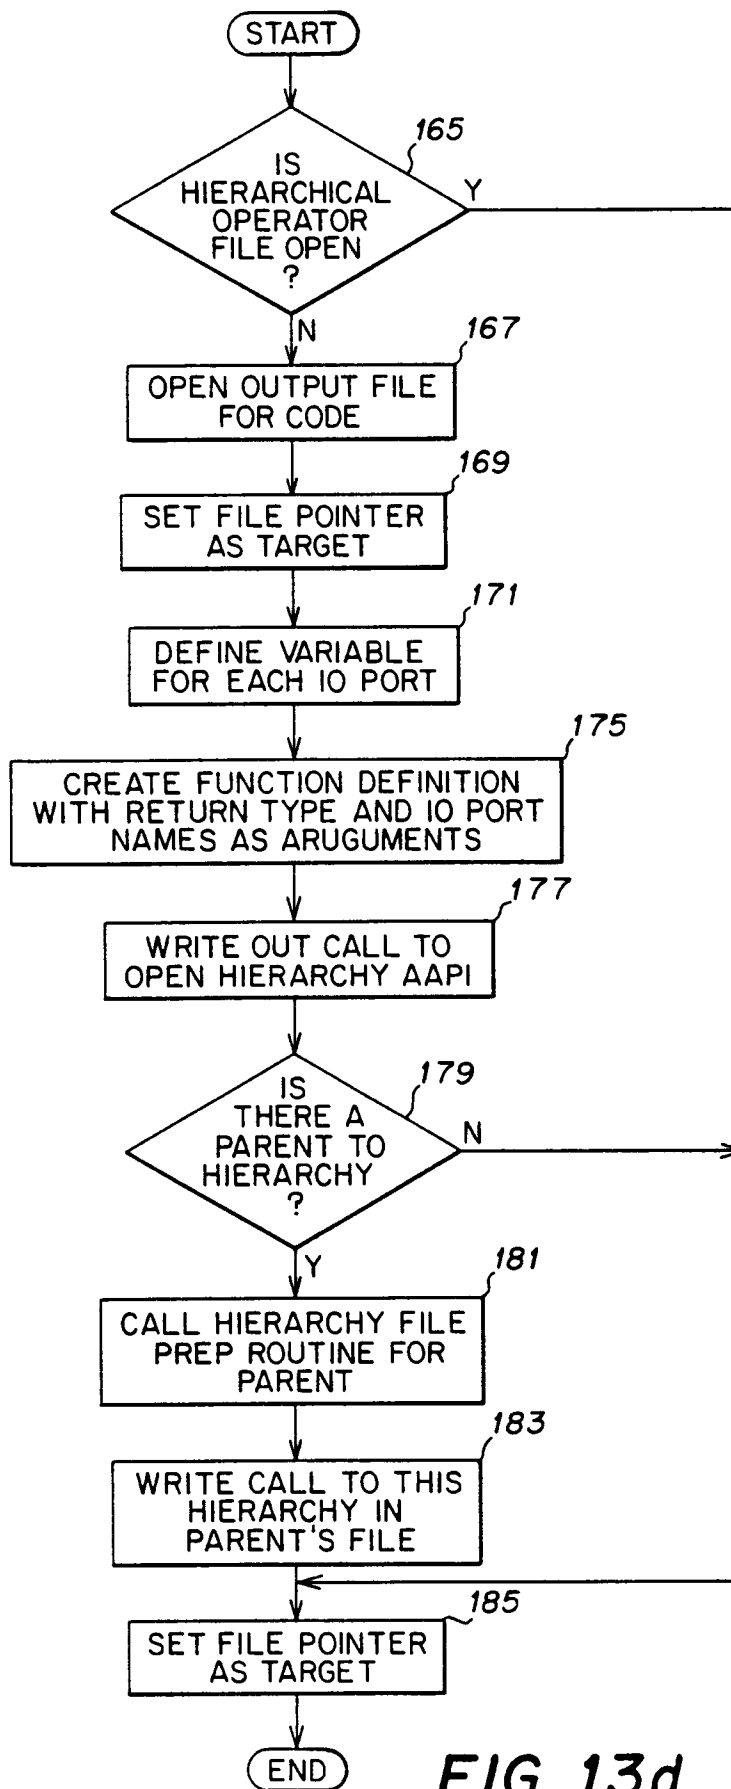 START
165
IS
HIERARCHICAL
OPERATOR
FILE OPEN
?
Y
N
167
OPEN OUTPUT FILE
FOR CODE
169
SET FILE POINTER
AS TARGET
171
DEFINE VARIABLE
FOR EACH IO PORT
175
CREATE FUNCTION DEFINITION
WITH RETURN TYPE AND IO PORT
NAMES AS ARUGUMENTS
177
WRITE OUT CALL TO
OPEN HIERARCHY AAPI
179
IS
THERE A
PARENT TO
HIERARCHY
?
N
Y
181
CALL HIERARCHY FILE
PREP ROUTINE FOR
PARENT
183
WRITE CALL TO THIS
HIERARCHY IN
PARENT'S FILE
185
SET FILE POINTER
AS TARGET
END
FIG. 13d